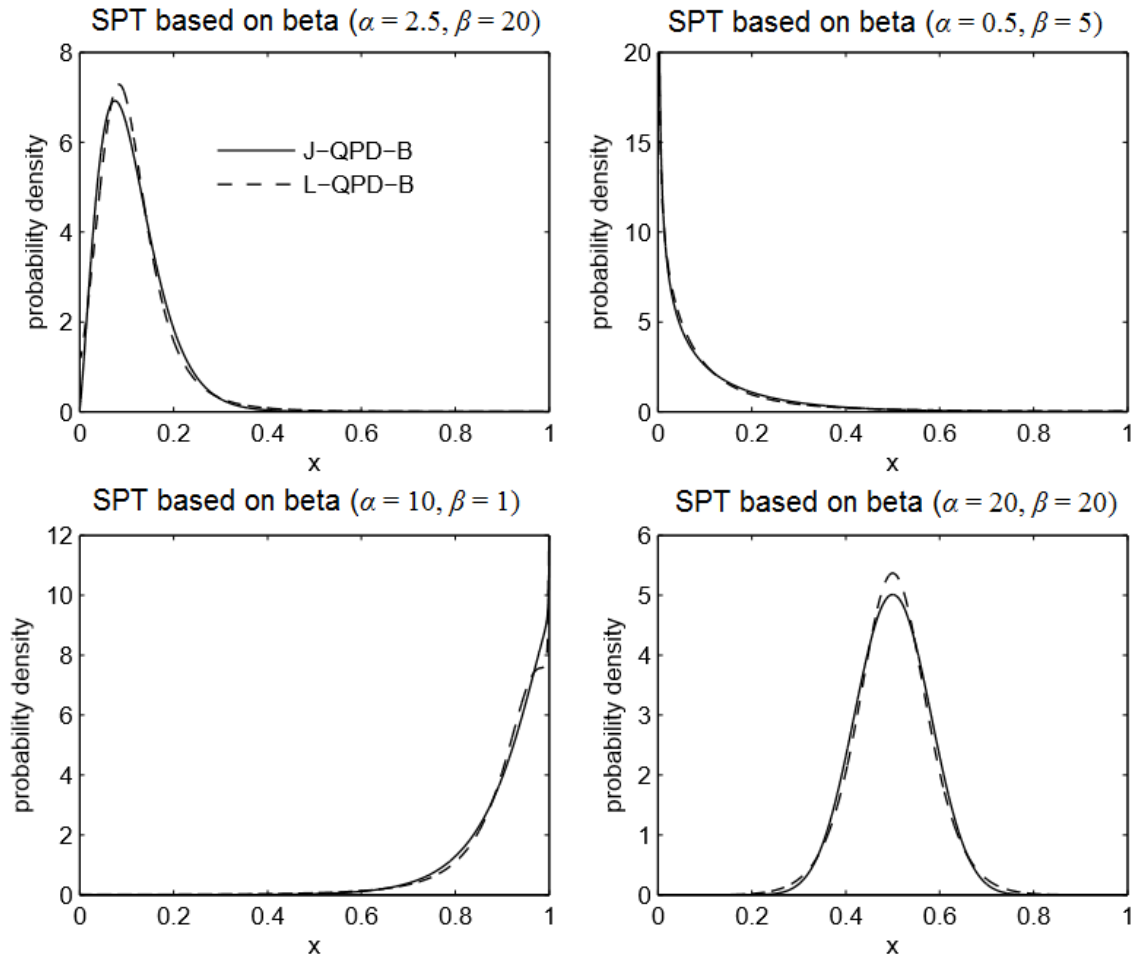 SPT based on beta (α = 2.5, β = 20)
probability density
8
6
4
2
0
J−QPD−B
L−QPD−B
0 0.2 0.4 0.6 0.8 1
x
SPT based on beta (α = 0.5, β = 5)
probability density
20
15
10
5
0
0 0.2 0.4 0.6 0.8 1
x
SPT based on beta (α = 10, β = 1)
probability density
12
10
8
6
4
2
0
0 0.2 0.4 0.6 0.8 1
x
SPT based on beta (α = 20, β = 20)
probability density
6
5
4
3
2
1
0
0 0.2 0.4 0.6 0.8 1
x